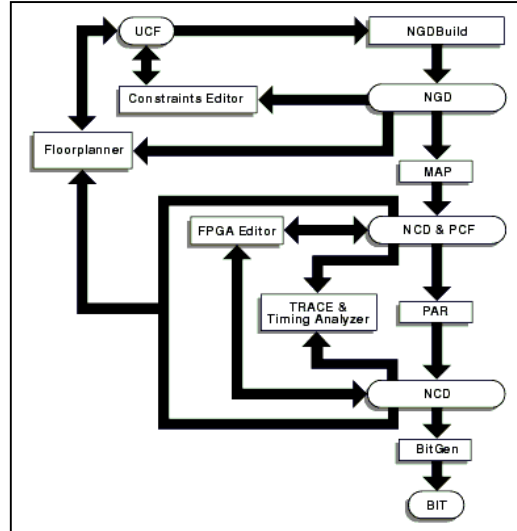 UCF
NGDBuild
Constraints Editor
NGD
Floorplanner
MAP
FPGA Editor
NCD & PCF
TRACE &
Timing Analyzer
PAR
NCD
BitGen
BIT